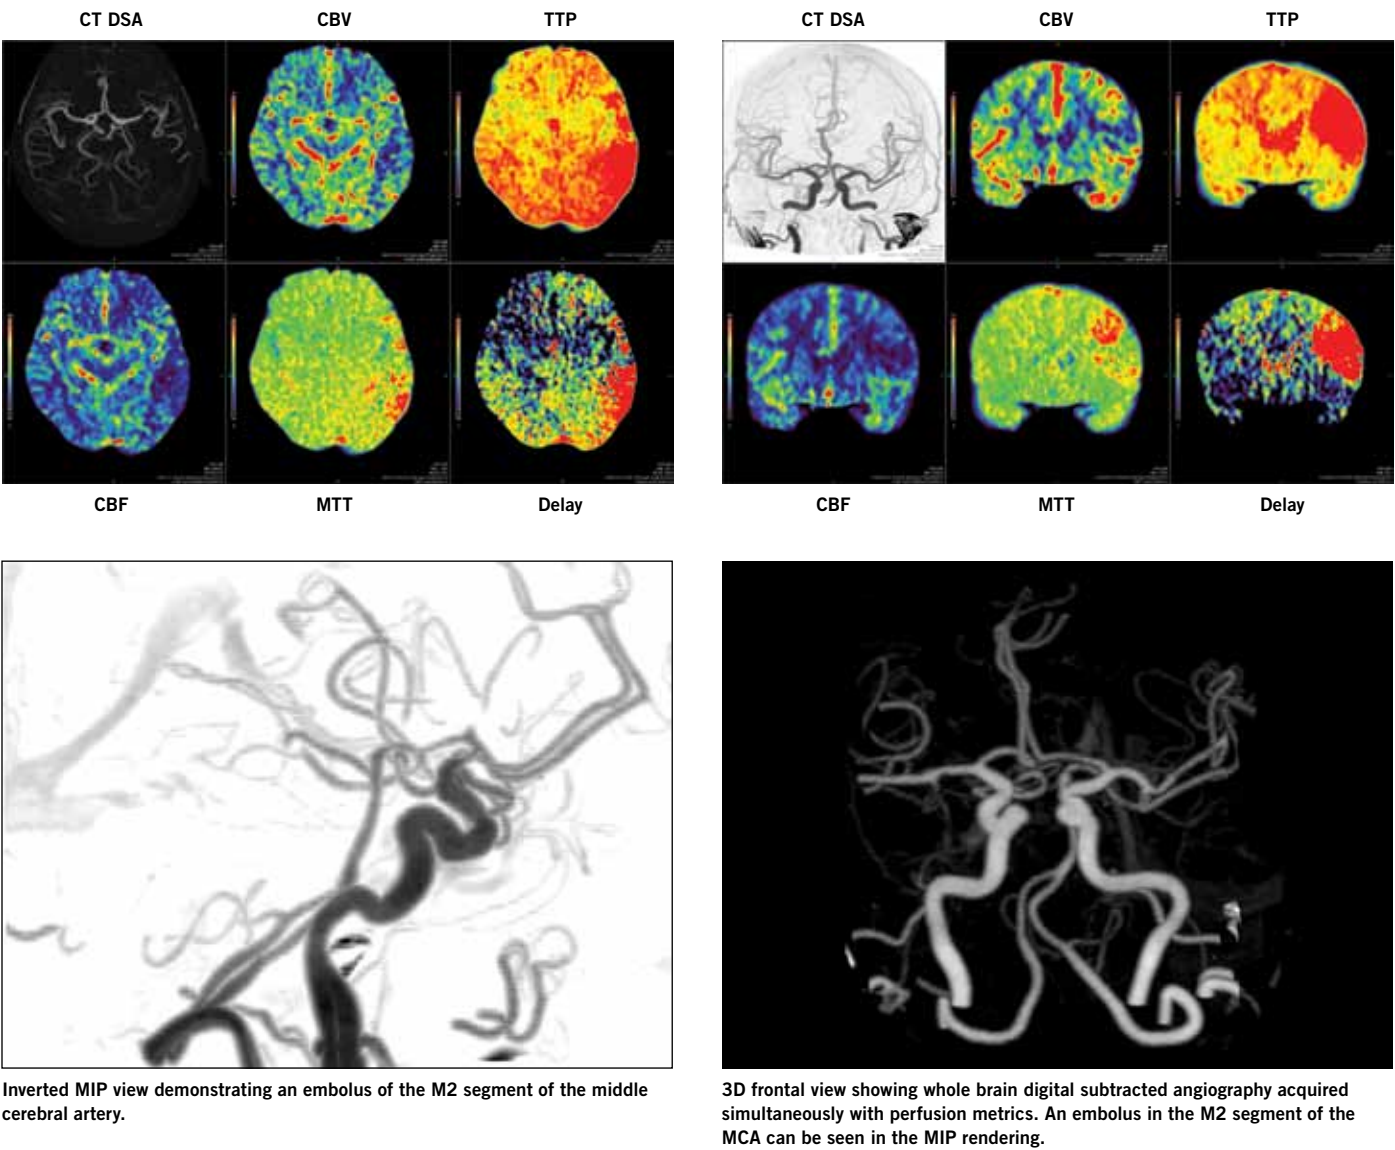 CT DSA CBV TTP
CBF MTT Delay
CT DSA CBV TTP
CBF MTT Delay
Inverted MIP view demonstrating an embolus of the M2 segment of the middle
cerebral artery.
3D frontal view showing whole brain digital subtracted angiography acquired
simultaneously with perfusion metrics. An embolus in the M2 segment of the
MCA can be seen in the MIP rendering.